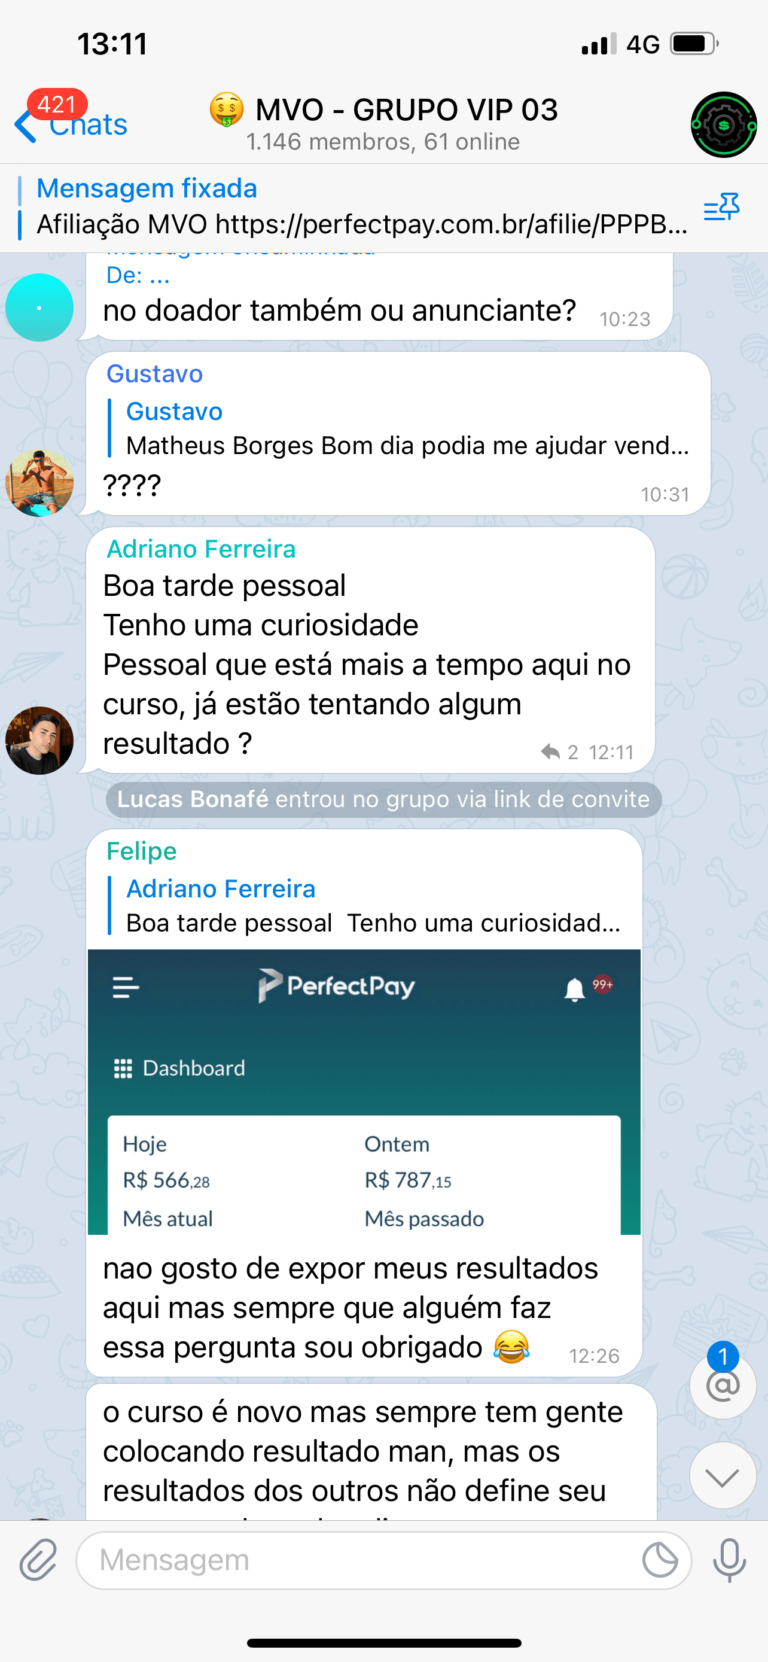 13:11
4G
421
Chats
🤑 MVO - GRUPO VIP 03
1.146 membros, 61 online
Mensagem fixada
Afiliação MVO https://perfectpay.com.br/afilie/PPPB...
De: ...
no doador também ou anunciante?
10:23
Gustavo
Gustavo
Matheus Borges Bom dia podia me ajudar vend...
????
10:31
Adriano Ferreira
Boa tarde pessoal
Tenho uma curiosidade
Pessoal que está mais a tempo aqui no
curso, já estão tentando algum
resultado ?
2 12:11
Lucas Bonafé entrou no grupo via link de convite
Felipe
Adriano Ferreira
Boa tarde pessoal Tenho uma curiosidad...
PerfectPay
99+
Dashboard
Hoje Ontem
R$ 566,28 R$ 787,15
Mês atual Mês passado
nao gosto de expor meus resultados
aqui mas sempre que alguém faz
essa pergunta sou obrigado 😂
12:26
1
@
o curso é novo mas sempre tem gente
colocando resultado man, mas os
resultados dos outros não define seu
Mensagem